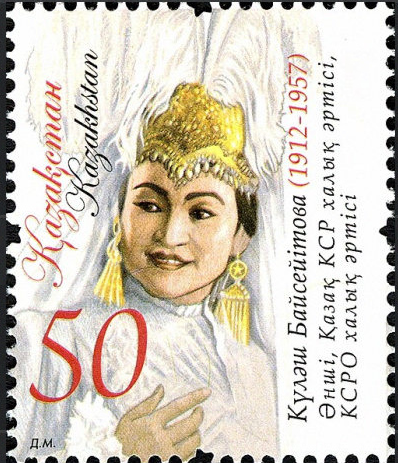 Қазақстан
Kazakhstan
50
Күләш Байсейітова (1912-1957)
Әнші, Қазақ КСР халық әртісі,
КСРО халық әртісі
Д.М.